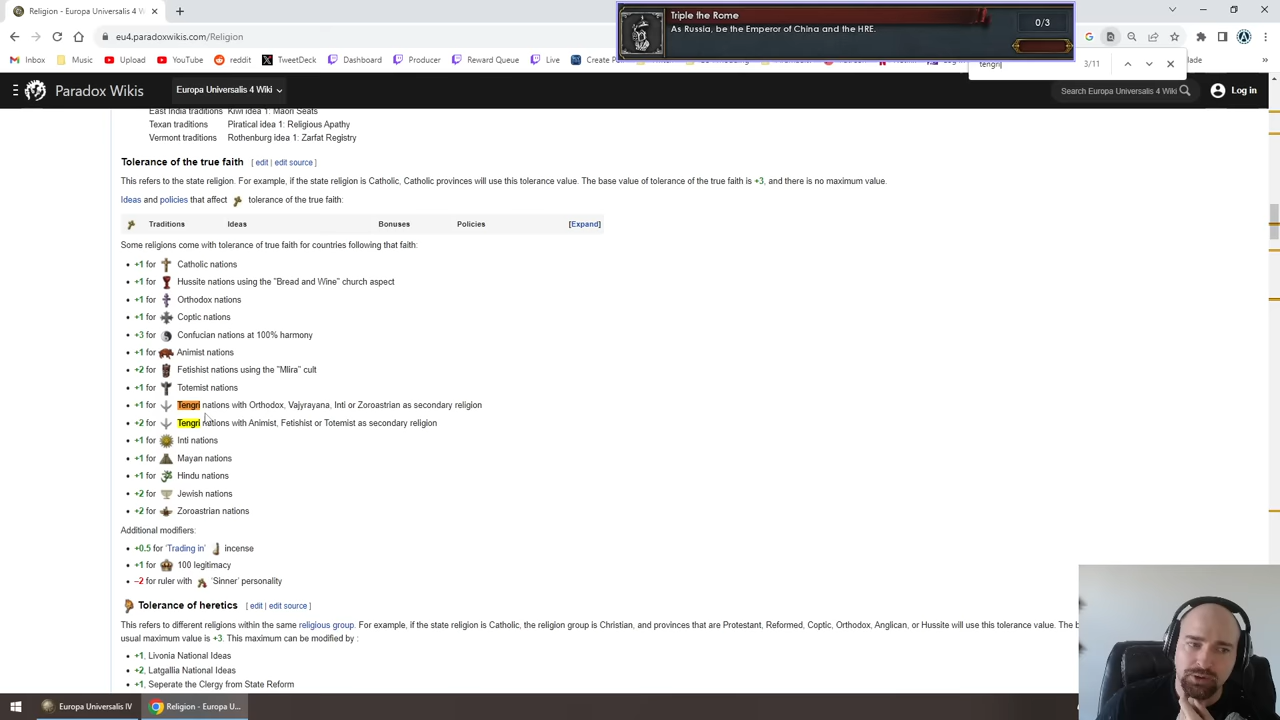 Religion - Europa Universalis 4 Wi
Triple the Rome
As Russia, be the Emperor of China and the HRE.
0/3
eu4.paradoxwikis.com/Religion
Inbox
Music
Upload
YouTube
reddit
TweetDeck
Dashboard
Producer
Reward Queue
Live
Create Po
tengri
3/11
Paradox Wikis
Europa Universalis 4 Wiki
Search Europa Universalis 4 Wiki
Log in
East India traditions Kiwi idea 1: Maori Seats
Texan traditions Piratical idea 1: Religious Apathy
Vermont traditions Rothenburg idea 1: Zarfat Registry
Tolerance of the true faith [ edit | edit source ]
This refers to the state religion. For example, if the state religion is Catholic, Catholic provinces will use this tolerance value. The base value of tolerance of the true faith is +3, and there is no maximum value.
Ideas and policies that affect tolerance of the true faith:
Traditions Ideas Bonuses Policies [Expand]
Some religions come with tolerance of true faith for countries following that faith:
+1 for Catholic nations
+1 for Hussite nations using the "Bread and Wine" church aspect
+1 for Orthodox nations
+1 for Coptic nations
+3 for Confucian nations at 100% harmony
+1 for Animist nations
+2 for Fetishist nations using the "Mlira" cult
+1 for Totemist nations
+1 for Tengri nations with Orthodox, Vajyrayana, Inti or Zoroastrian as secondary religion
+2 for Tengri nations with Animist, Fetishist or Totemist as secondary religion
+1 for Inti nations
+1 for Mayan nations
+1 for Hindu nations
+2 for Jewish nations
+2 for Zoroastrian nations
Additional modifiers:
+0.5 for 'Trading in' incense
+1 for 100 legitimacy
−2 for ruler with 'Sinner' personality
Tolerance of heretics [ edit | edit source ]
This refers to different religions within the same religious group. For example, if the state religion is Catholic, the religion group is Christian, and provinces that are Protestant, Reformed, Coptic, Orthodox, Anglican, or Hussite will use this tolerance value. The b
usual maximum value is +3. This maximum can be modified by :
+1, Livonia National Ideas
+2, Latgallia National Ideas
+1, Seperate the Clergy from State Reform
Europa Universalis IV
Religion - Europa U...